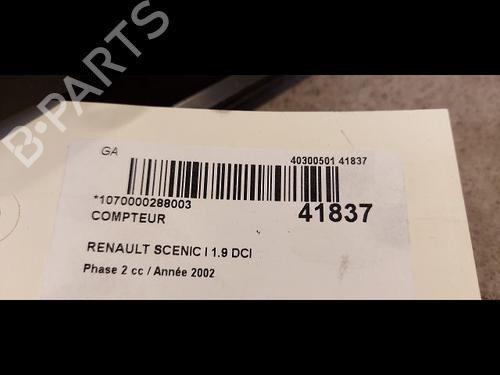 B-PARTS
GA
40300501 41837
*1070000288003
41837
COMPTEUR
RENAULT SCENIC I 1.9 DCI
Phase 2 cc / Année 2002